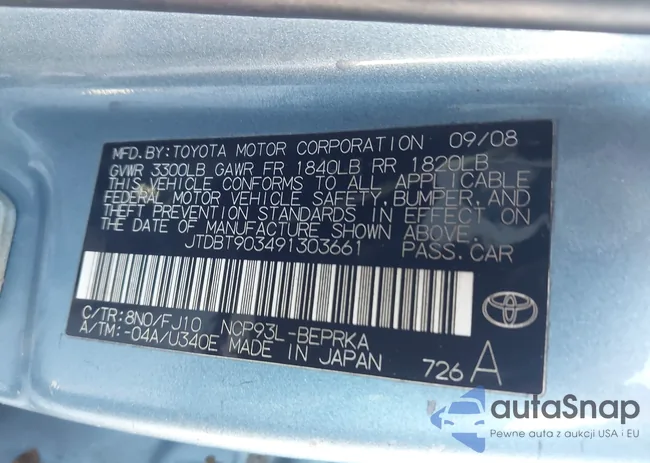 MFD. BY: TOYOTA MOTOR CORPORATION 09/08
GVWR 3300LB GAWR FR 1840LB RR 1820LB
THIS VEHICLE CONFORMS TO ALL APPLICABLE
FEDERAL MOTOR VEHICLE SAFETY, BUMPER, AND
THEFT PREVENTION STANDARDS IN EFFECT ON
THE DATE OF MANUFACTURE SHOWN ABOVE.
JTDBT903491303661 PASS. CAR
C/TR: 8N0/FJ10 NCP93L-BEPRKA
A/TM: -04A/U340E MADE IN JAPAN
726 A
autaSnap
Pewne auta z aukcji USA i EU